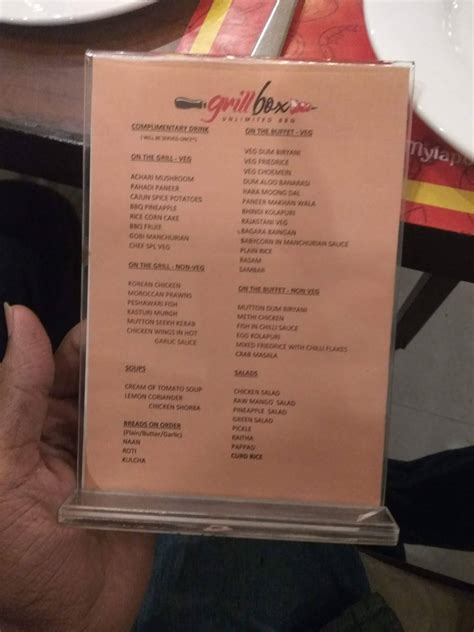 grill box
UNLIMITED BBQ
COMPLIMENTARY DRINK
( WILL BE SERVED ONCE*)
ON THE GRILL - VEG
ACHARI MUSHROOM
PAHADI PANEER
CAJUN SPICE POTATOES
BBQ PINEAPPLE
RICE CORN CAKE
BBQ FRUIT
GOBI MANCHURIAN
CHEF SPL VEG
ON THE GRILL - NON-VEG
KOREAN CHICKEN
MOROCCAN PRAWNS
PESHAWARI FISH
KASTURI MURGH
MUTTON SEEKH KEBAB
CHICKEN WINGS IN HOT
GARLIC SAUCE
SOUPS
CREAM OF TOMATO SOUP
LEMON CORIANDER
CHICKEN SHORBA
BREADS ON ORDER
(Plain/Butter/Garlic)
NAAN
ROTI
KULCHA
ON THE BUFFET - VEG
VEG DUM BIRYANI
VEG FRIEDRICE
VEG CHOEMEIN
DUM ALOO BANARASI
HARA MOONG DAL
PANEER MAKHAN WALA
BHINDI KOLAPURI
RAJASTANI VEG
BAGARA BAINGAN
BABYCORN IN MANCHURIAN SAUCE
PLAIN RICE
RASAM
SAMBAR
ON THE BUFFET - NON VEG
MUTTON DUM BIRYANI
METHI CHICKEN
FISH IN CHILLI SAUCE
EGG KOLAPURI
MIXED FRIEDRICE WITH CHILLI FLAKES
CRAB MASALA
SALADS
CHICKEN SALAD
RAW MANGO SALAD
PINEAPPLE SALAD
GREEN SALAD
PICKLE
RAITHA
PAPPAD
CURD RICE
Mylap